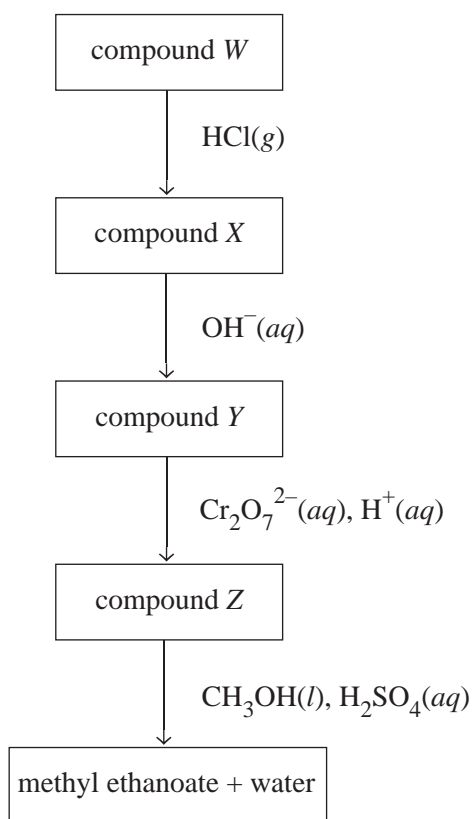 compound W
HCl(g)
compound X
OH⁻(aq)
compound Y
Cr₂O₇²⁻(aq), H⁺(aq)
compound Z
CH₃OH(l), H₂SO₄(aq)
methyl ethanoate + water